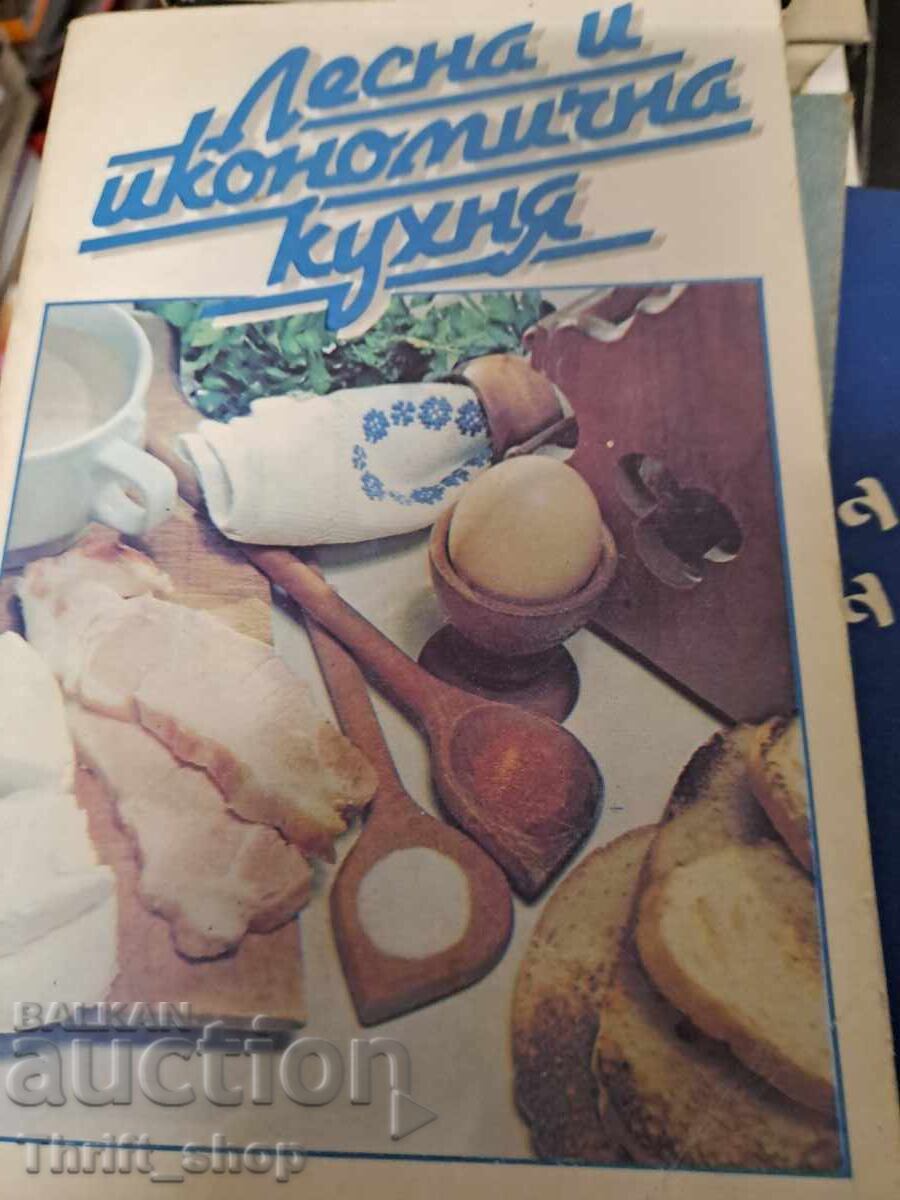 Лесна и
икономична
кухня
а
я
BALKAN
auction
Thrift_shop